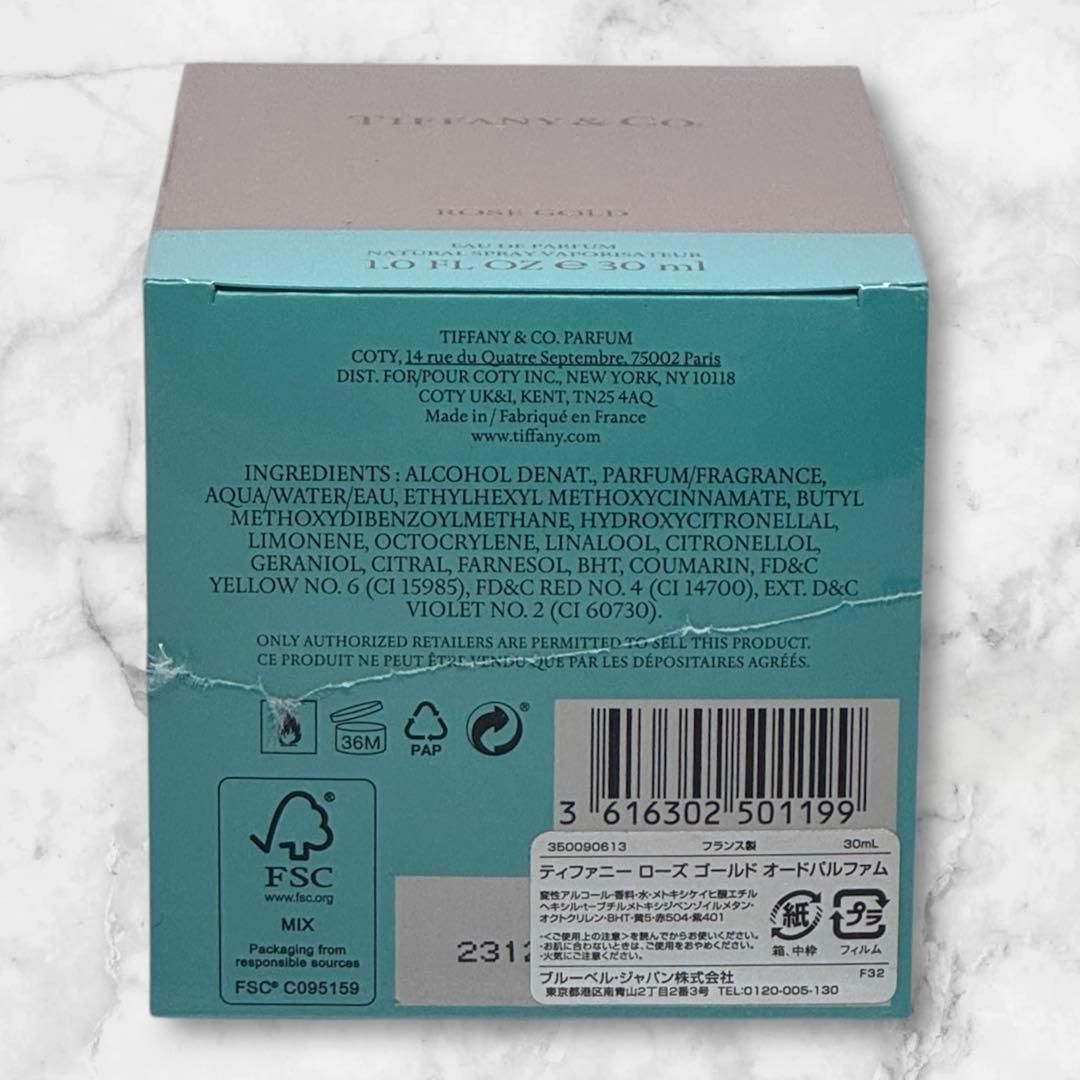 TIFFANY & CO.
ROSE GOLD
EAU DE PARFUM
NATURAL SPRAY VAPORISATEUR
1.0 FL OZ ℮ 30 ml
TIFFANY & CO. PARFUM
COTY, 14 rue du Quatre Septembre, 75002 Paris
DIST. FOR/POUR COTY INC., NEW YORK, NY 10118
COTY UK&I, KENT, TN25 4AQ
Made in / Fabriqué en France
www.tiffany.com
INGREDIENTS : ALCOHOL DENAT., PARFUM/FRAGRANCE,
AQUA/WATER/EAU, ETHYLHEXYL METHOXYCINNAMATE, BUTYL
METHOXYDIBENZOYLMETHANE, HYDROXYCITRONELLAL,
LIMONENE, OCTOCRYLENE, LINALOOL, CITRONELLOL,
GERANIOL, CITRAL, FARNESOL, BHT, COUMARIN, FD&C
YELLOW NO. 6 (CI 15985), FD&C RED NO. 4 (CI 14700), EXT. D&C
VIOLET NO. 2 (CI 60730).
ONLY AUTHORIZED RETAILERS ARE PERMITTED TO SELL THIS PRODUCT.
CE PRODUIT NE PEUT ÊTRE VENDU QUE PAR LES DÉPOSITAIRES AGRÉÉS.
36M
PAP
®
3 616302 501199
®
FSC
www.fsc.org
MIX
Packaging from
responsible sources
FSC® C095159
2312
350090613 フランス製 30mL
ティファニー ローズ ゴールド オードパルファム
変性アルコール・香料・水・メトキシケイヒ酸エチル
ヘキシル・t-ブチルメトキシジベンゾイルメタン・
オクトクリレン・BHT・黄5・赤504・紫401
・<ご使用上の注意>を読んでからお使いください。
・お肌に合わないときは、ご使用をおやめください。
・火気にご注意ください。
紙
箱、中枠
プラ
フィルム
ブルーベル・ジャパン株式会社 F32
東京都港区南青山2丁目2番3号 TEL:0120-005-130